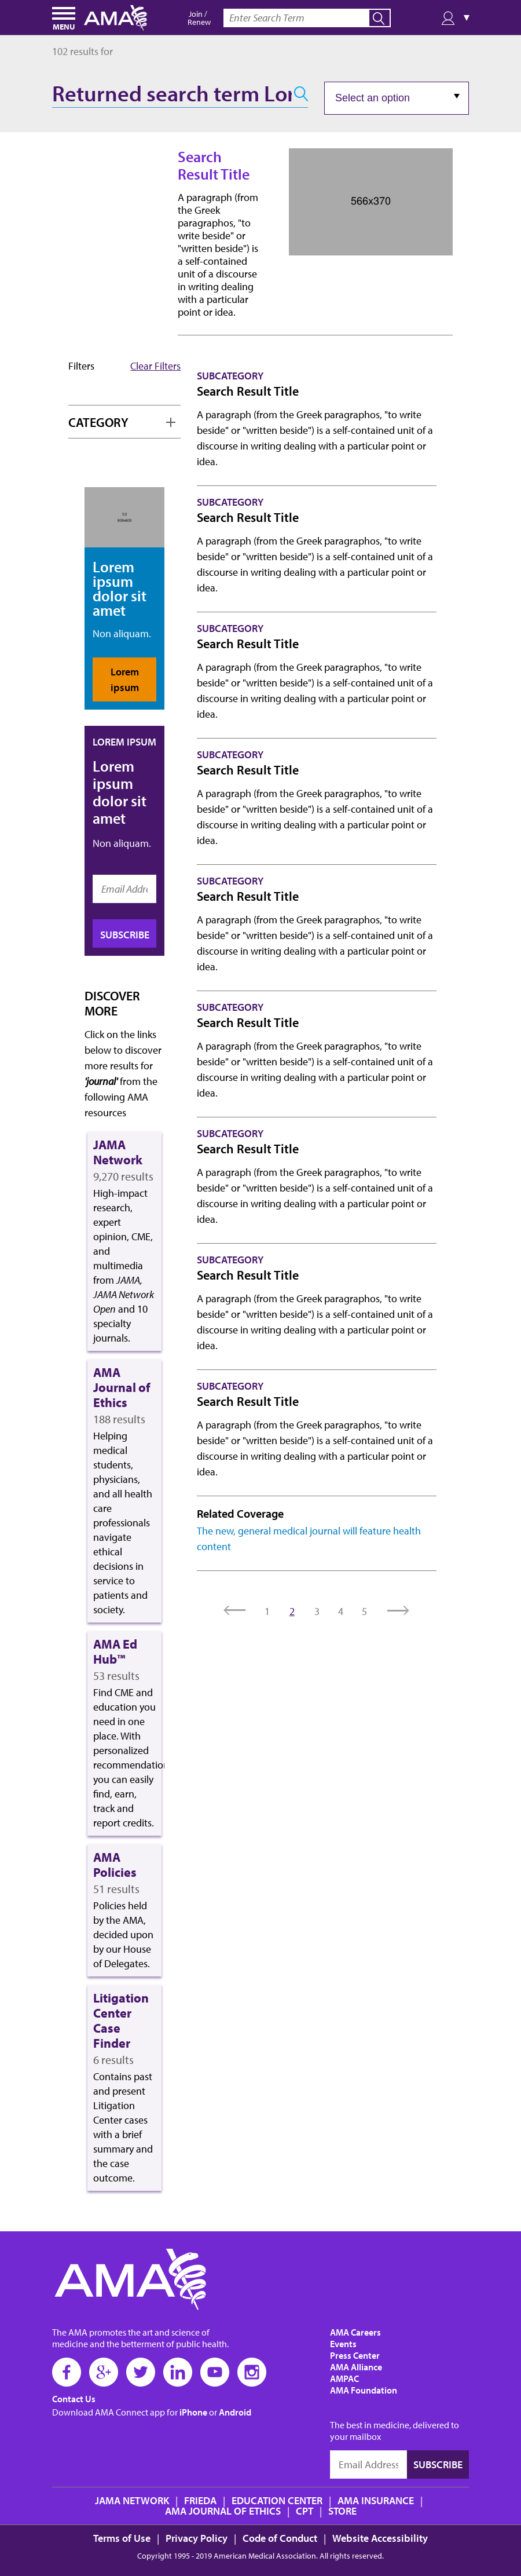 MENU
AMA
Join /
Renew
Enter Search Term
102 results for
Returned search term Lor
Select an option
Search
Result Title
A paragraph (from
the Greek
paragraphos, "to
write beside" or
"written beside") is
a self-contained
unit of a discourse
in writing dealing
with a particular
point or idea.
566x370
Filters
Clear Filters
CATEGORY
Lorem
ipsum
dolor sit
amet
Non aliquam.
Lorem
ipsum
LOREM IPSUM
Lorem
ipsum
dolor sit
amet
Non aliquam.
Email Addre
SUBSCRIBE
DISCOVER
MORE
Click on the links
below to discover
more results for
'journal' from the
following AMA
resources
JAMA
Network
9,270 results
High-impact
research,
expert
opinion, CME,
and
multimedia
from JAMA,
JAMA Network
Open and 10
specialty
journals.
AMA
Journal of
Ethics
188 results
Helping
medical
students,
physicians,
and all health
care
professionals
navigate
ethical
decisions in
service to
patients and
society.
AMA Ed
Hub™
53 results
Find CME and
education you
need in one
place. With
personalized
recommendation
you can easily
find, earn,
track and
report credits.
AMA
Policies
51 results
Policies held
by the AMA,
decided upon
by our House
of Delegates.
Litigation
Center
Case
Finder
6 results
Contains past
and present
Litigation
Center cases
with a brief
summary and
the case
outcome.
SUBCATEGORY
Search Result Title
A paragraph (from the Greek paragraphos, "to write
beside" or "written beside") is a self-contained unit of a
discourse in writing dealing with a particular point or
idea.
SUBCATEGORY
Search Result Title
A paragraph (from the Greek paragraphos, "to write
beside" or "written beside") is a self-contained unit of a
discourse in writing dealing with a particular point or
idea.
SUBCATEGORY
Search Result Title
A paragraph (from the Greek paragraphos, "to write
beside" or "written beside") is a self-contained unit of a
discourse in writing dealing with a particular point or
idea.
SUBCATEGORY
Search Result Title
A paragraph (from the Greek paragraphos, "to write
beside" or "written beside") is a self-contained unit of a
discourse in writing dealing with a particular point or
idea.
SUBCATEGORY
Search Result Title
A paragraph (from the Greek paragraphos, "to write
beside" or "written beside") is a self-contained unit of a
discourse in writing dealing with a particular point or
idea.
SUBCATEGORY
Search Result Title
A paragraph (from the Greek paragraphos, "to write
beside" or "written beside") is a self-contained unit of a
discourse in writing dealing with a particular point or
idea.
SUBCATEGORY
Search Result Title
A paragraph (from the Greek paragraphos, "to write
beside" or "written beside") is a self-contained unit of a
discourse in writing dealing with a particular point or
idea.
SUBCATEGORY
Search Result Title
A paragraph (from the Greek paragraphos, "to write
beside" or "written beside") is a self-contained unit of a
discourse in writing dealing with a particular point or
idea.
SUBCATEGORY
Search Result Title
A paragraph (from the Greek paragraphos, "to write
beside" or "written beside") is a self-contained unit of a
discourse in writing dealing with a particular point or
idea.
Related Coverage
The new, general medical journal will feature health
content
1 2 3 4 5
AMA
The AMA promotes the art and science of
medicine and the betterment of public health.
Contact Us
Download AMA Connect app for iPhone or Android
AMA Careers
Events
Press Center
AMA Alliance
AMPAC
AMA Foundation
The best in medicine, delivered to
your mailbox
Email Address
SUBSCRIBE
JAMA NETWORK | FRIEDA | EDUCATION CENTER | AMA INSURANCE |
AMA JOURNAL OF ETHICS | CPT | STORE
Terms of Use | Privacy Policy | Code of Conduct | Website Accessibility
Copyright 1995 - 2019 American Medical Association. All rights reserved.